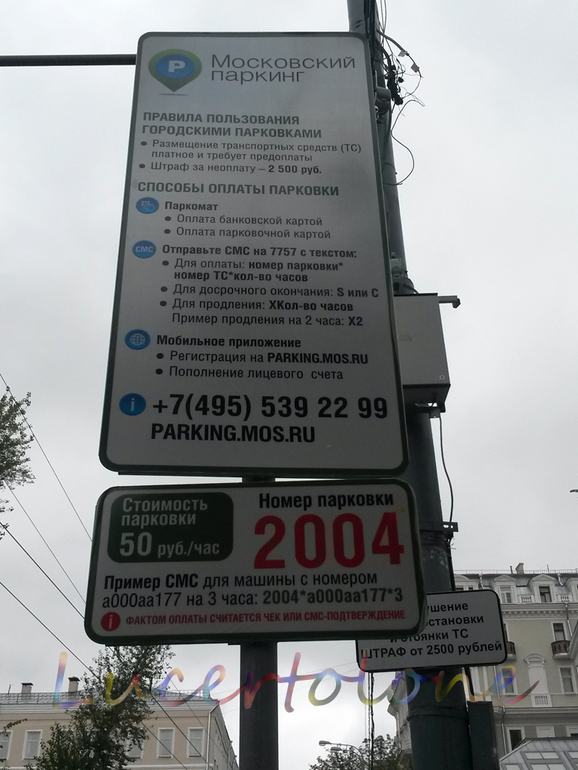 P Московский
паркинг
ПРАВИЛА ПОЛЬЗОВАНИЯ
ГОРОДСКИМИ ПАРКОВКАМИ
• Размещение транспортных средств (ТС)
платное и требует предоплаты
• Штраф за неоплату – 2 500 руб.
СПОСОБЫ ОПЛАТЫ ПАРКОВКИ
Паркомат
• Оплата банковской картой
• Оплата парковочной картой
СМС Отправьте СМС на 7757 с текстом:
• Для оплаты: номер парковки*
номер ТС*кол-во часов
• Для досрочного окончания: S или С
• Для продления: ХКол-во часов
Пример продления на 2 часа: Х2
Мобильное приложение
• Регистрация на PARKING.MOS.RU
• Пополнение лицевого счета
i +7(495) 539 22 99
PARKING.MOS.RU
Стоимость
парковки
50 руб./час
Номер парковки
2004
Пример СМС для машины с номером
а000аа177 на 3 часа: 2004*а000аа177*3
i ФАКТОМ ОПЛАТЫ СЧИТАЕТСЯ ЧЕК ИЛИ СМС-ПОДТВЕРЖДЕНИЕ
стоянки ТС
ШТРАФ от 2500 рублей
Lucertolone